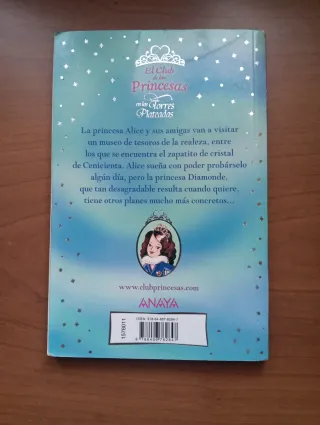 El Club
de las
Princesas
en las
Torres
Plateadas
La princesa Alice y sus amigas van a visitar
un museo de tesoros de la realeza, entre
los que se encuentra el zapatito de cristal
de Cenicienta. Alice sueña con poder probárselo
algún día, pero la princesa Diamonde,
que tan desagradable resulta cuando quiere,
tiene otros planes mucho más concretos...
www.clubprincesas.com
ANAYA
1578011